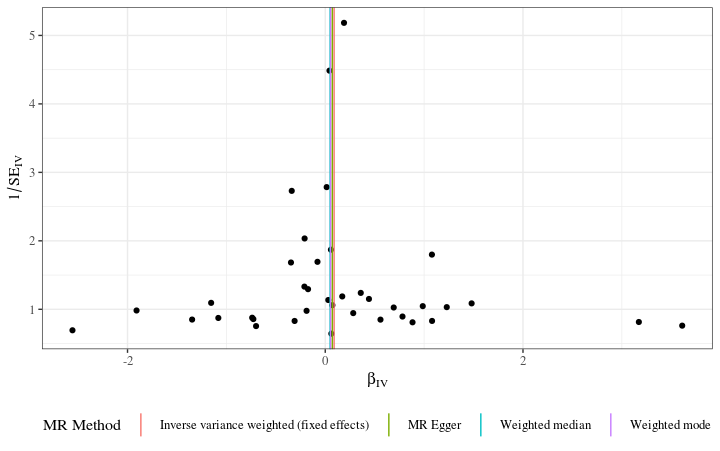 5
4
3
2
1
1/SE_IV
-2
0
2
β_IV
MR Method
Inverse variance weighted (fixed effects)
MR Egger
Weighted median
Weighted mode